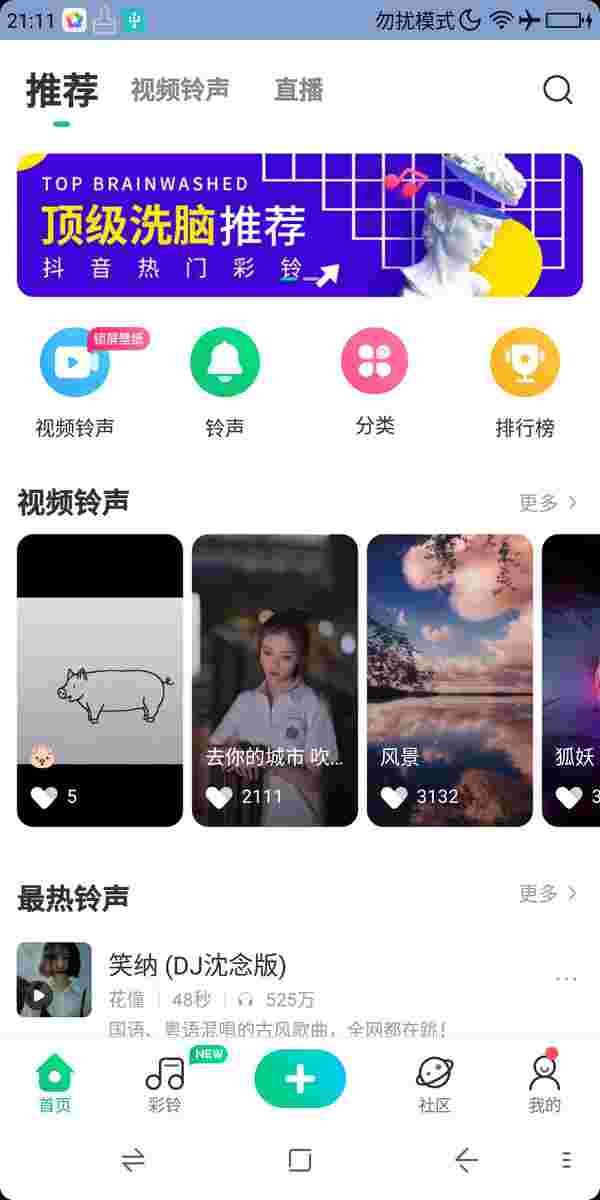 21:11
勿扰模式
推荐
视频铃声
直播
TOP BRAINWASHED
顶级洗脑推荐
抖音热门彩铃
锁屏壁纸
视频铃声
铃声
分类
排行榜
视频铃声
更多
去你的城市 吹...
风景
狐妖
5
2111
3132
3
最热铃声
更多
笑纳 (DJ沈念版)
花僮
48秒
525万
国语、粤语混唱的古风歌曲，全网都在跳!
NEW
首页
彩铃
社区
我的